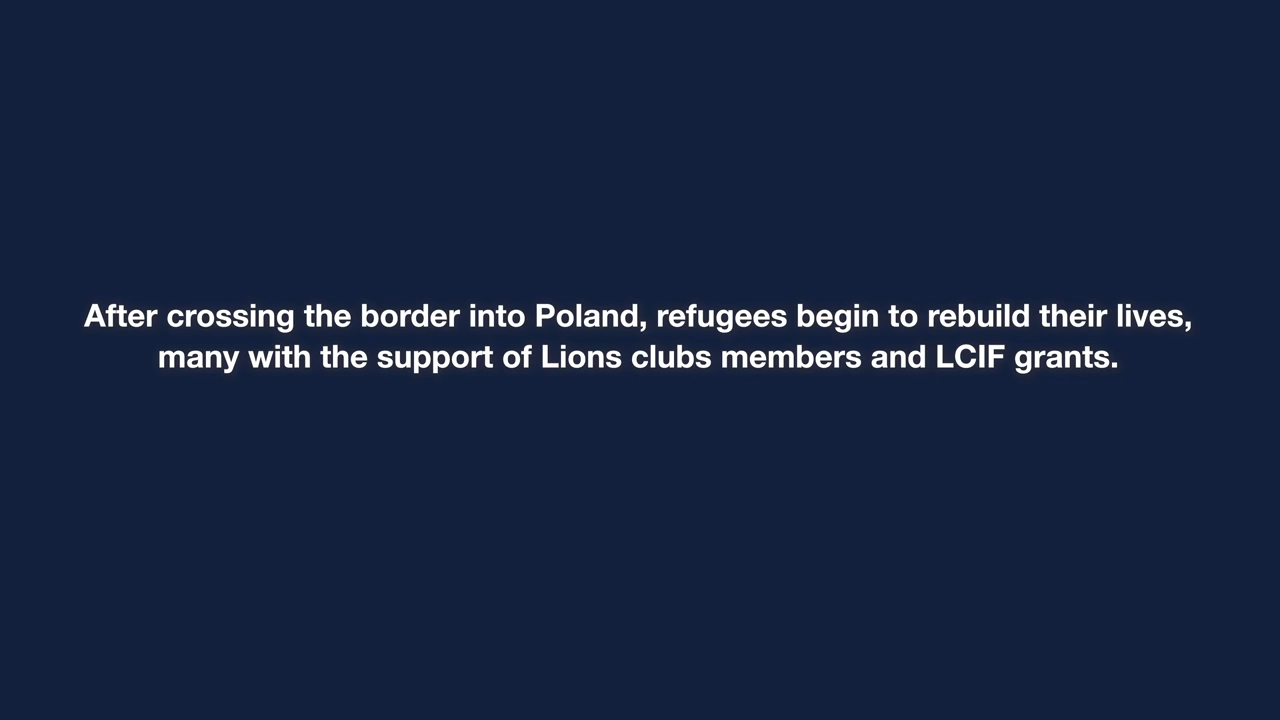 After crossing the border into Poland, refugees begin to rebuild their lives,
many with the support of Lions clubs members and LCIF grants.